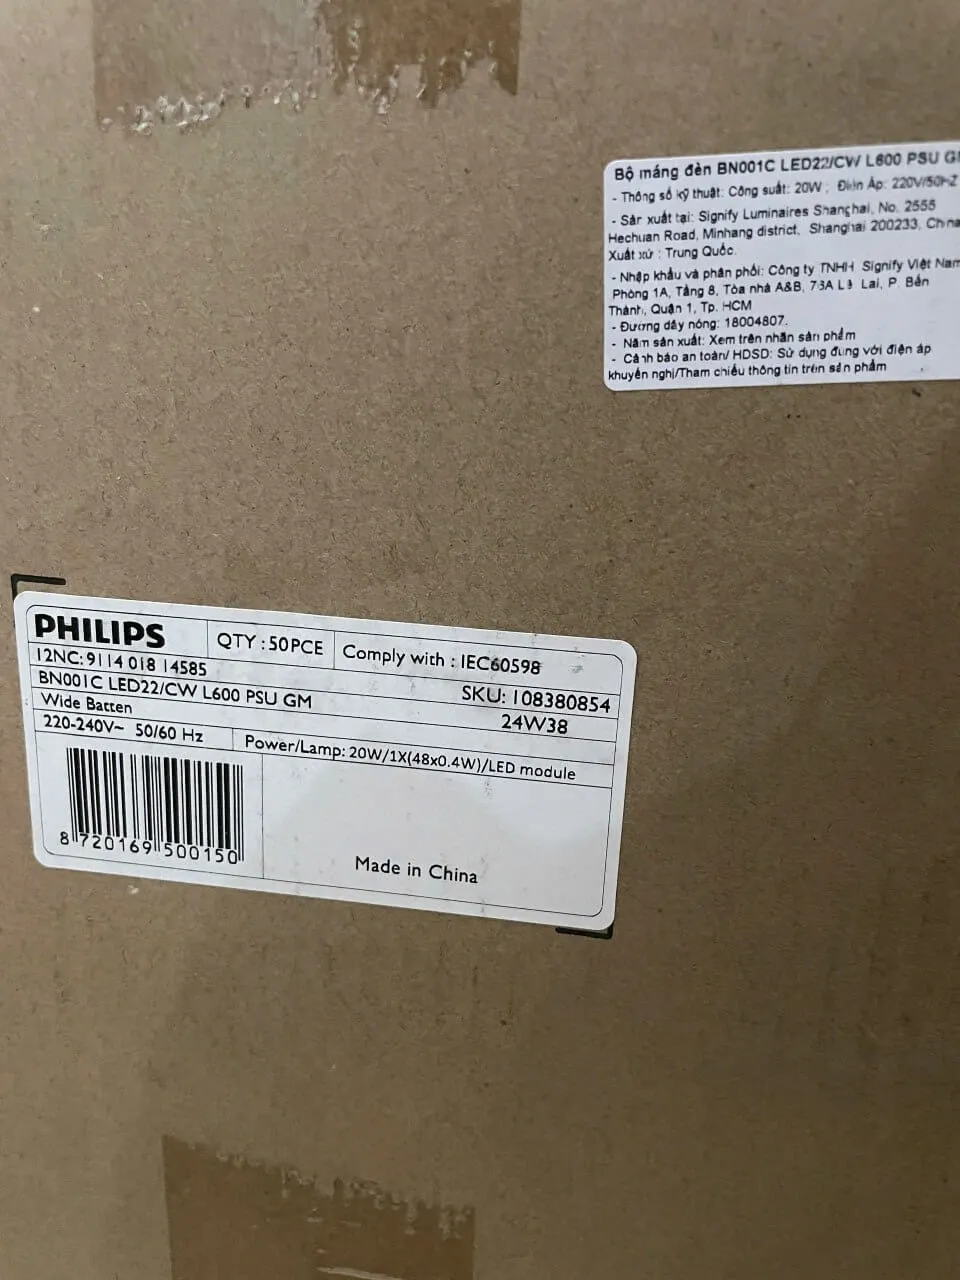 Bộ máng đèn BN001C LED22/CW L600 PSU GM
- Thông số kỹ thuật: Công suất: 20W ; Điện Áp: 220V/50HZ
- Sản xuất tại: Signify Luminaires Shanghai, No. 2555
Hechuan Road, Minhang district, Shanghai 200233, China
Xuất xứ : Trung Quốc.
- Nhập khẩu và phân phối: Công ty TNHH Signify Việt Nam
Phòng 1A, Tầng 8, Tòa nhà A&B, 76A Lê Lai, P. Bến
Thành, Quận 1, Tp. HCM
- Đường dây nóng: 18004807.
- Năm sản xuất: Xem trên nhãn sản phẩm
- Cảnh báo an toàn/ HDSD: Sử dụng đúng với điện áp
khuyến nghị/Tham chiếu thông tin trên sản phẩm
PHILIPS
QTY : 50PCE
Comply with : IEC60598
12NC: 9114 018 14585
BN001C LED22/CW L600 PSU GM
SKU: 108380854
Wide Batten
24W38
220-240V~ 50/60 Hz
Power/Lamp: 20W/1X(48x0.4W)/LED module
8 720169 500150
Made in China